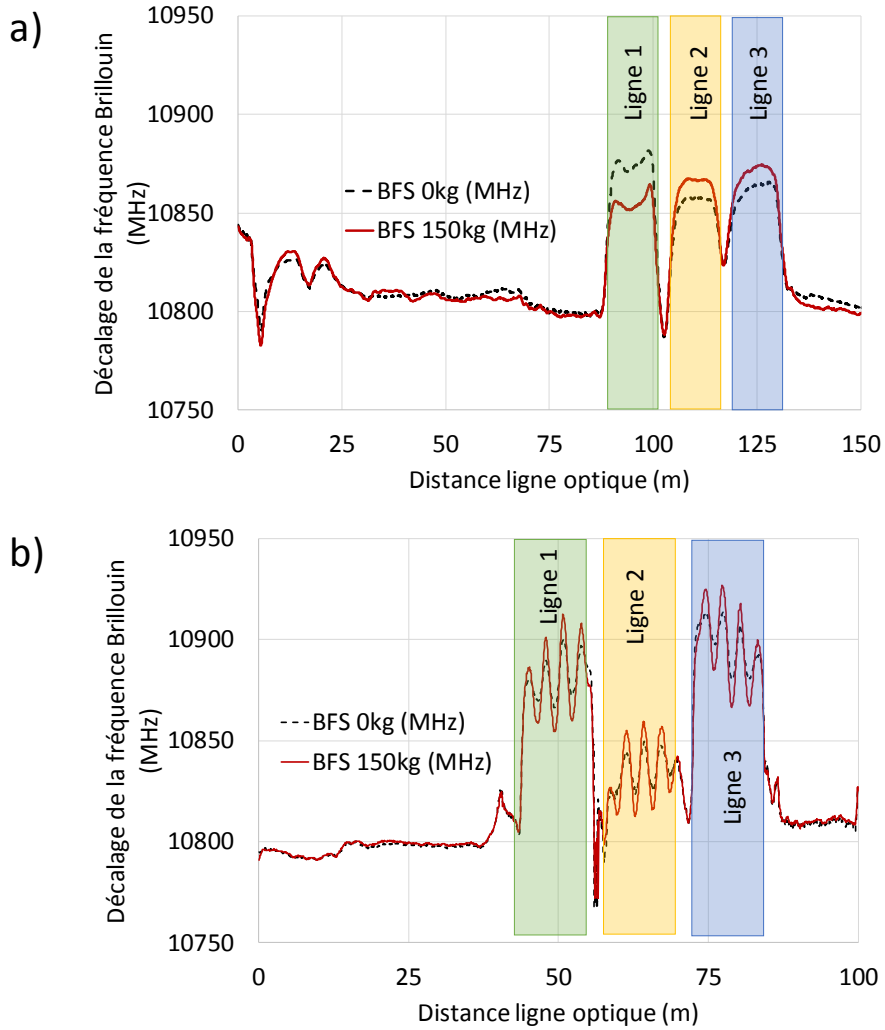 a)
Décalage de la fréquence Brillouin
(MHz)
10950
10900
10850
10800
10750
Ligne 1
Ligne 2
Ligne 3
BFS 0kg (MHz)
BFS 150kg (MHz)
0
25
50
75
100
125
150
Distance ligne optique (m)
b)
Décalage de la fréquence Brillouin
(MHz)
10950
10900
10850
10800
10750
Ligne 1
Ligne 2
Ligne 3
BFS 0kg (MHz)
BFS 150kg (MHz)
0
25
50
75
100
Distance ligne optique (m)